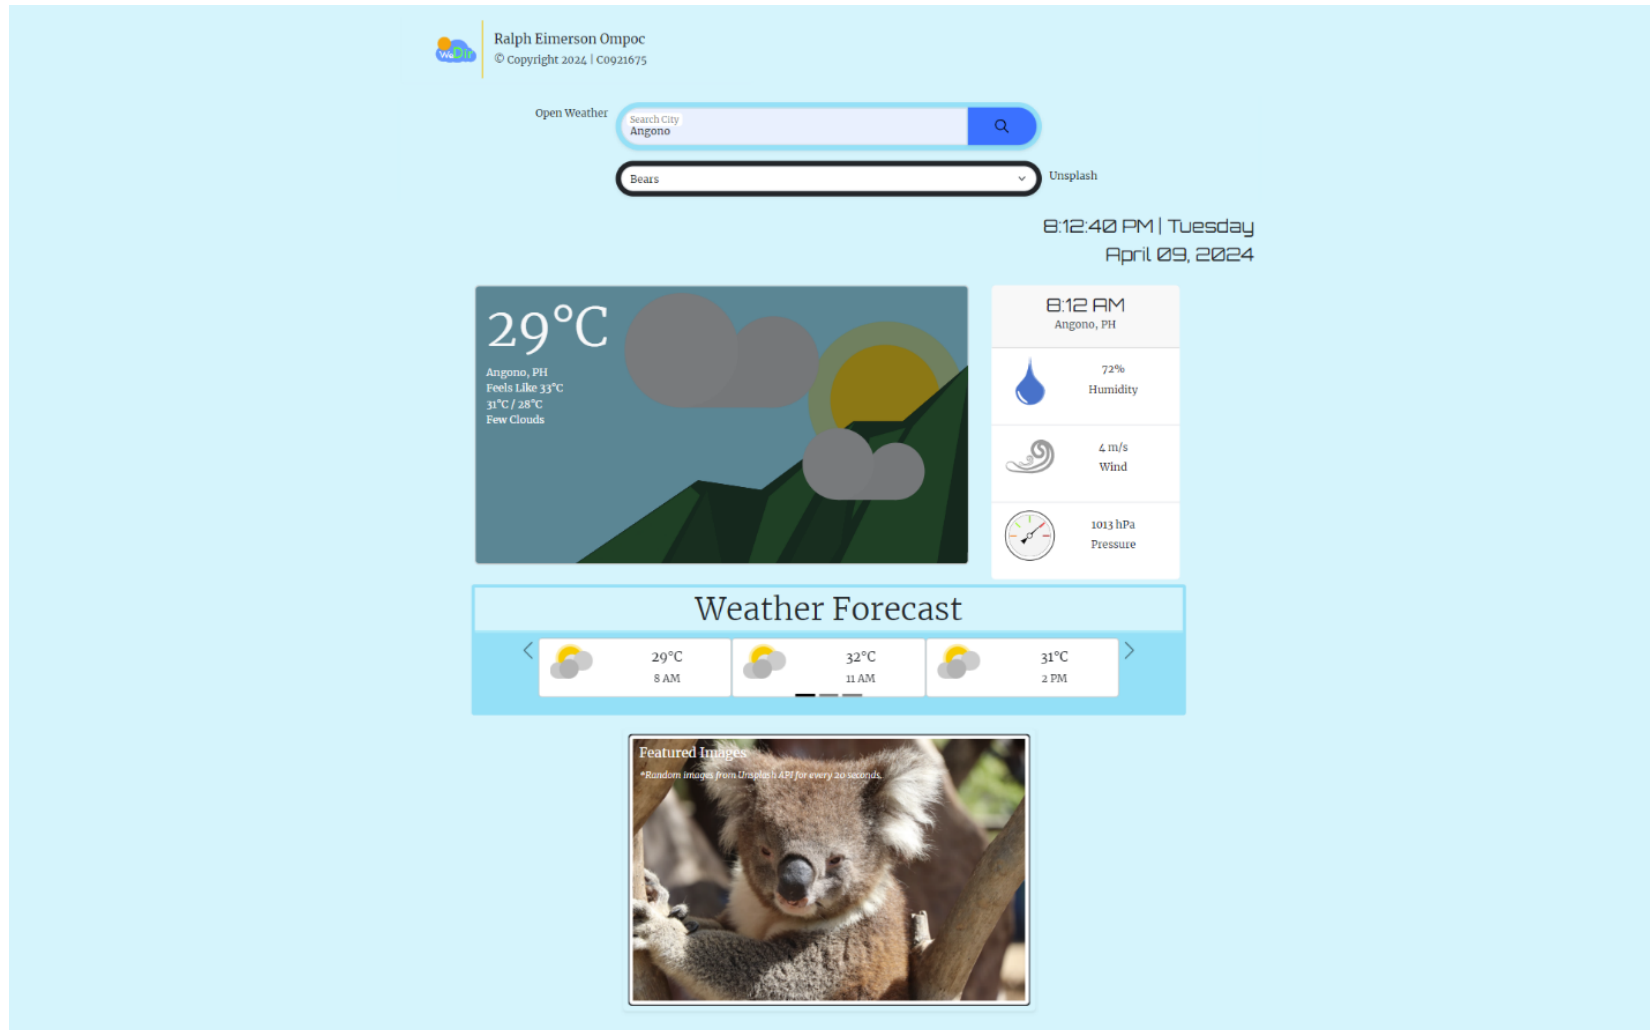 WeDir
Ralph Eimerson Ompoc
© Copyright 2024 | C0921675
Open Weather
Search City
Angono
Bears
Unsplash
8:12:40 PM | Tuesday
April 09, 2024
29°C
Angono, PH
Feels Like 33°C
31°C / 28°C
Few Clouds
8:12 AM
Angono, PH
72%
Humidity
4 m/s
Wind
1013 hPa
Pressure
Weather Forecast
29°C
8 AM
32°C
11 AM
31°C
2 PM
Featured Images
*Random images from Unsplash API for every 20 seconds.